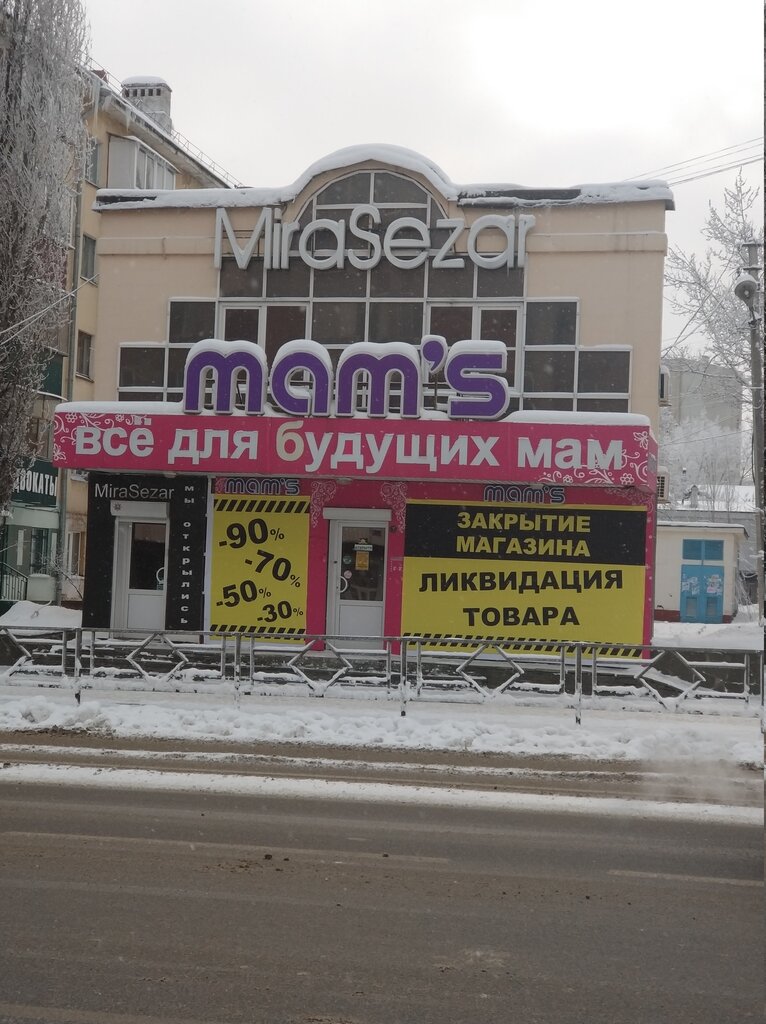 MiraSezar
mam's
всё для будущих мам
MiraSezar
мы открылись
mam's
mam's
-90%
-70%
-50%
-30%
ЗАКРЫТИЕ
МАГАЗИНА
ЛИКВИДАЦИЯ
ТОВАРА